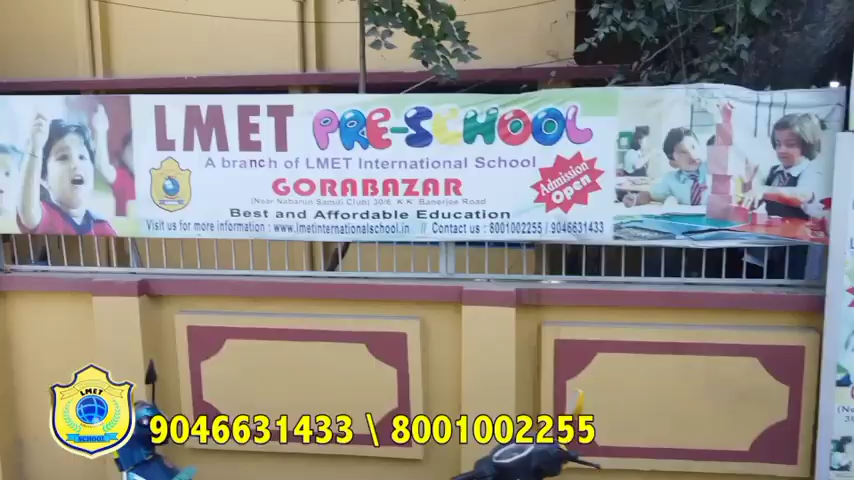 LMET PRE-SCHOOL
A branch of LMET International School
GORABAZAR
(Near Nabarun Samiti Club) 30/6, K.K. Banerjee Road
Best and Affordable Education
Visit us for more information : www.lmetinternationalschool.in || Contact us : 8001002255 \ 9046631433
Admission
Open
LMET
SCHOOL
9046631433 \ 8001002255